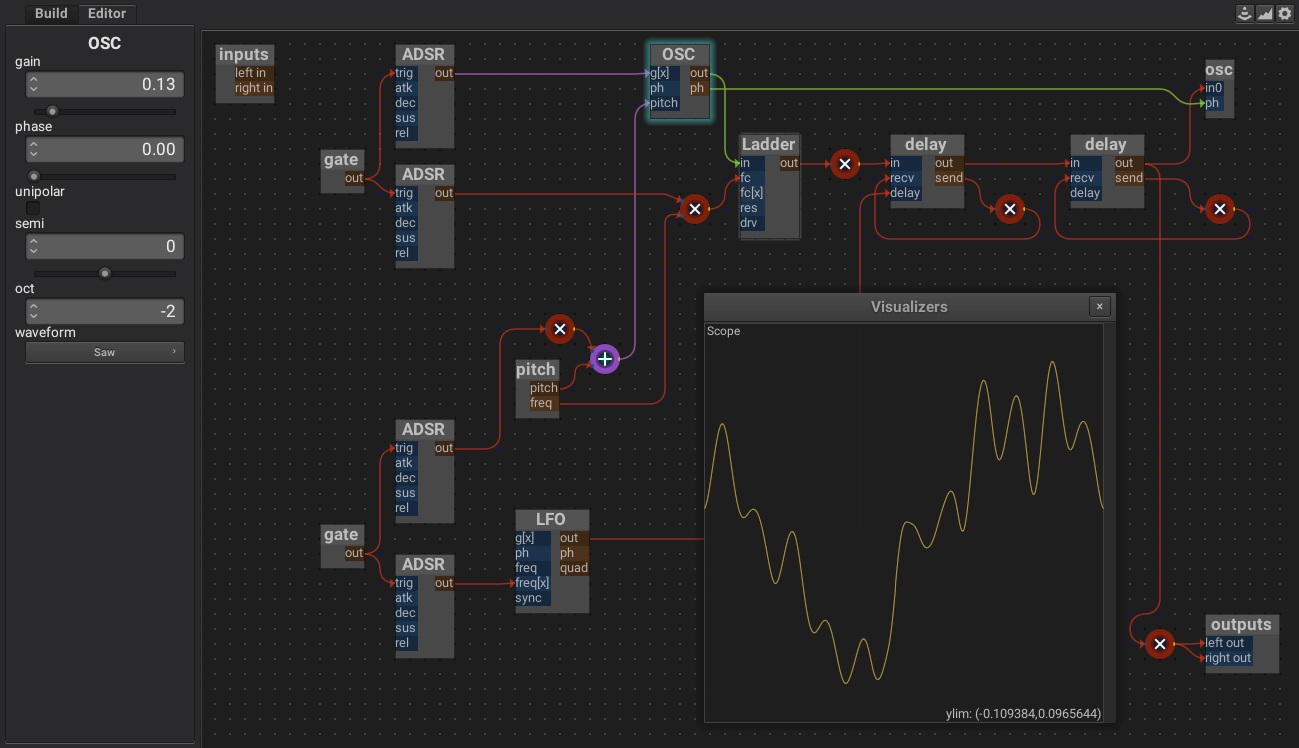 Build Editor
OSC
gain
0.13
phase
0.00
unipolar
semi
0
oct
-2
waveform
Saw
inputs
left in
right in
ADSR
trig out
atk
dec
sus
rel
gate
out
ADSR
trig out
atk
dec
sus
rel
OSC
g[x] out
ph ph
pitch
osc
in0
ph
Ladder
in out
fc
fc[x]
res
drv
delay
in out
recv send
delay
delay
in out
recv send
delay
pitch
pitch
freq
ADSR
trig out
atk
dec
sus
rel
gate
out
ADSR
trig out
atk
dec
sus
rel
LFO
g[x] out
ph ph
freq quad
freq[x]
sync
Visualizers
Scope
ylim: (-0.109384,0.0965644)
outputs
left out
right out